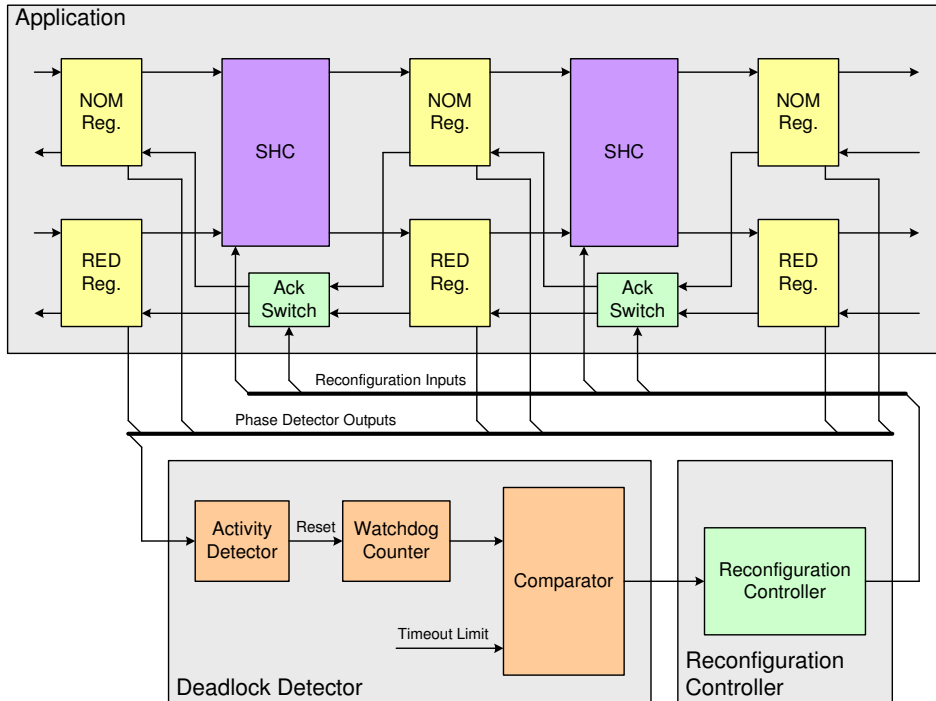 Application
NOM
Reg.
SHC
NOM
Reg.
SHC
NOM
Reg.
RED
Reg.
Ack
Switch
RED
Reg.
Ack
Switch
RED
Reg.
Reconfiguration Inputs
Phase Detector Outputs
Activity
Detector
Reset
Watchdog
Counter
Comparator
Timeout Limit
Deadlock Detector
Reconfiguration
Controller
Reconfiguration
Controller